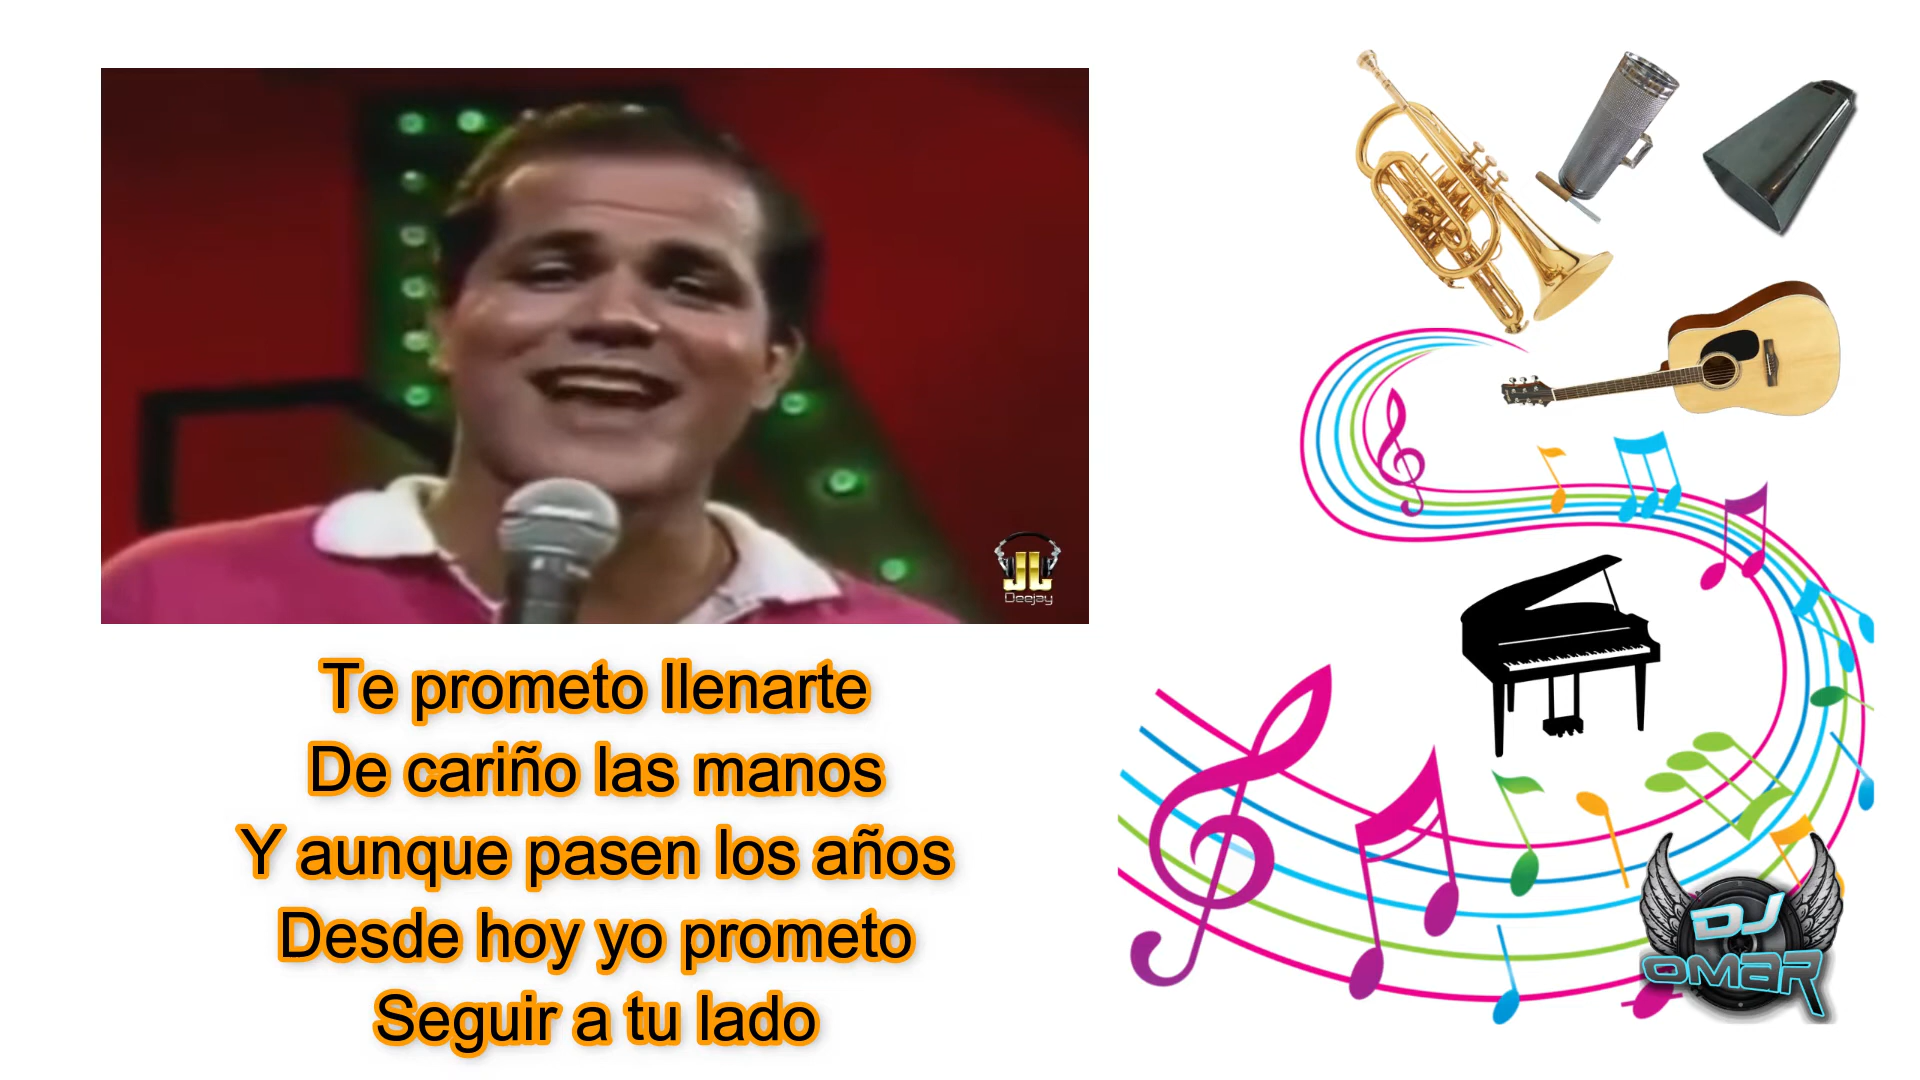 JL
Deejay
Te prometo llenarte
De cariño las manos
Y aunque pasen los años
Desde hoy yo prometo
Seguir a tu lado
DJ
OMAR